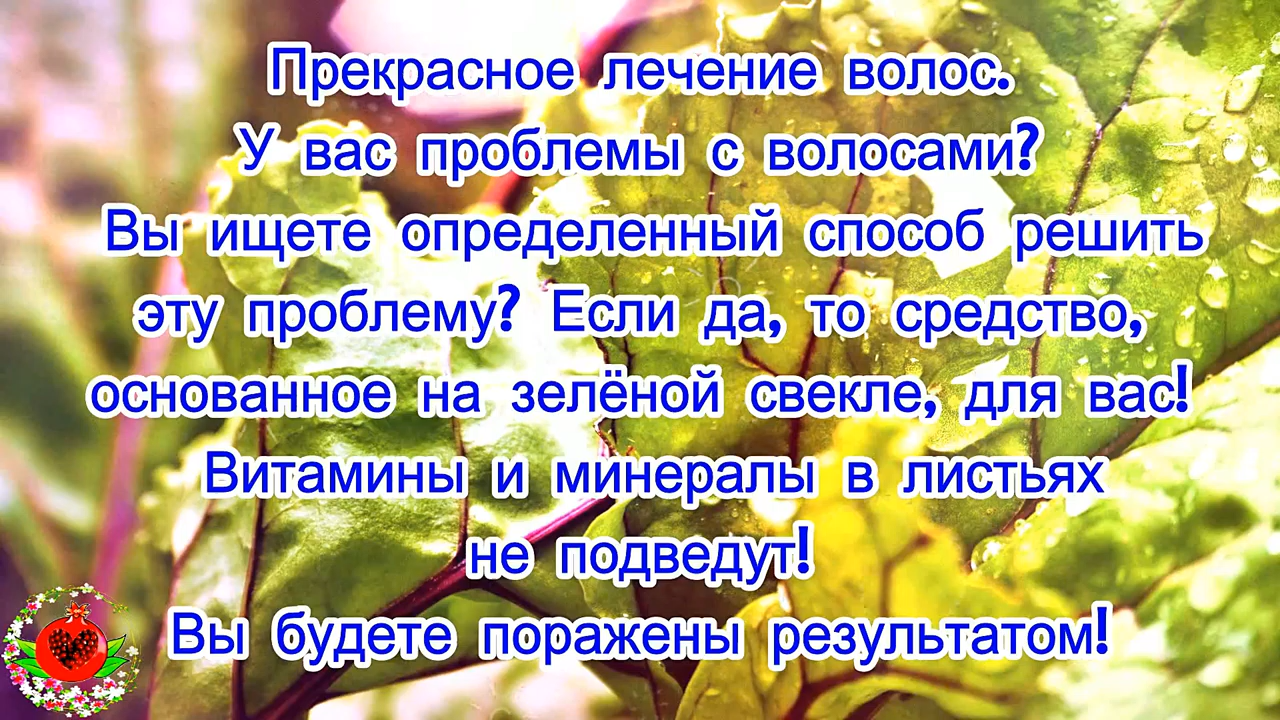 Прекрасное лечение волос.
У вас проблемы с волосами?
Вы ищете определенный способ решить
эту проблему? Если да, то средство,
основанное на зелёной свекле, для вас!
Витамины и минералы в листьях
не подведут!
Вы будете поражены результатом!